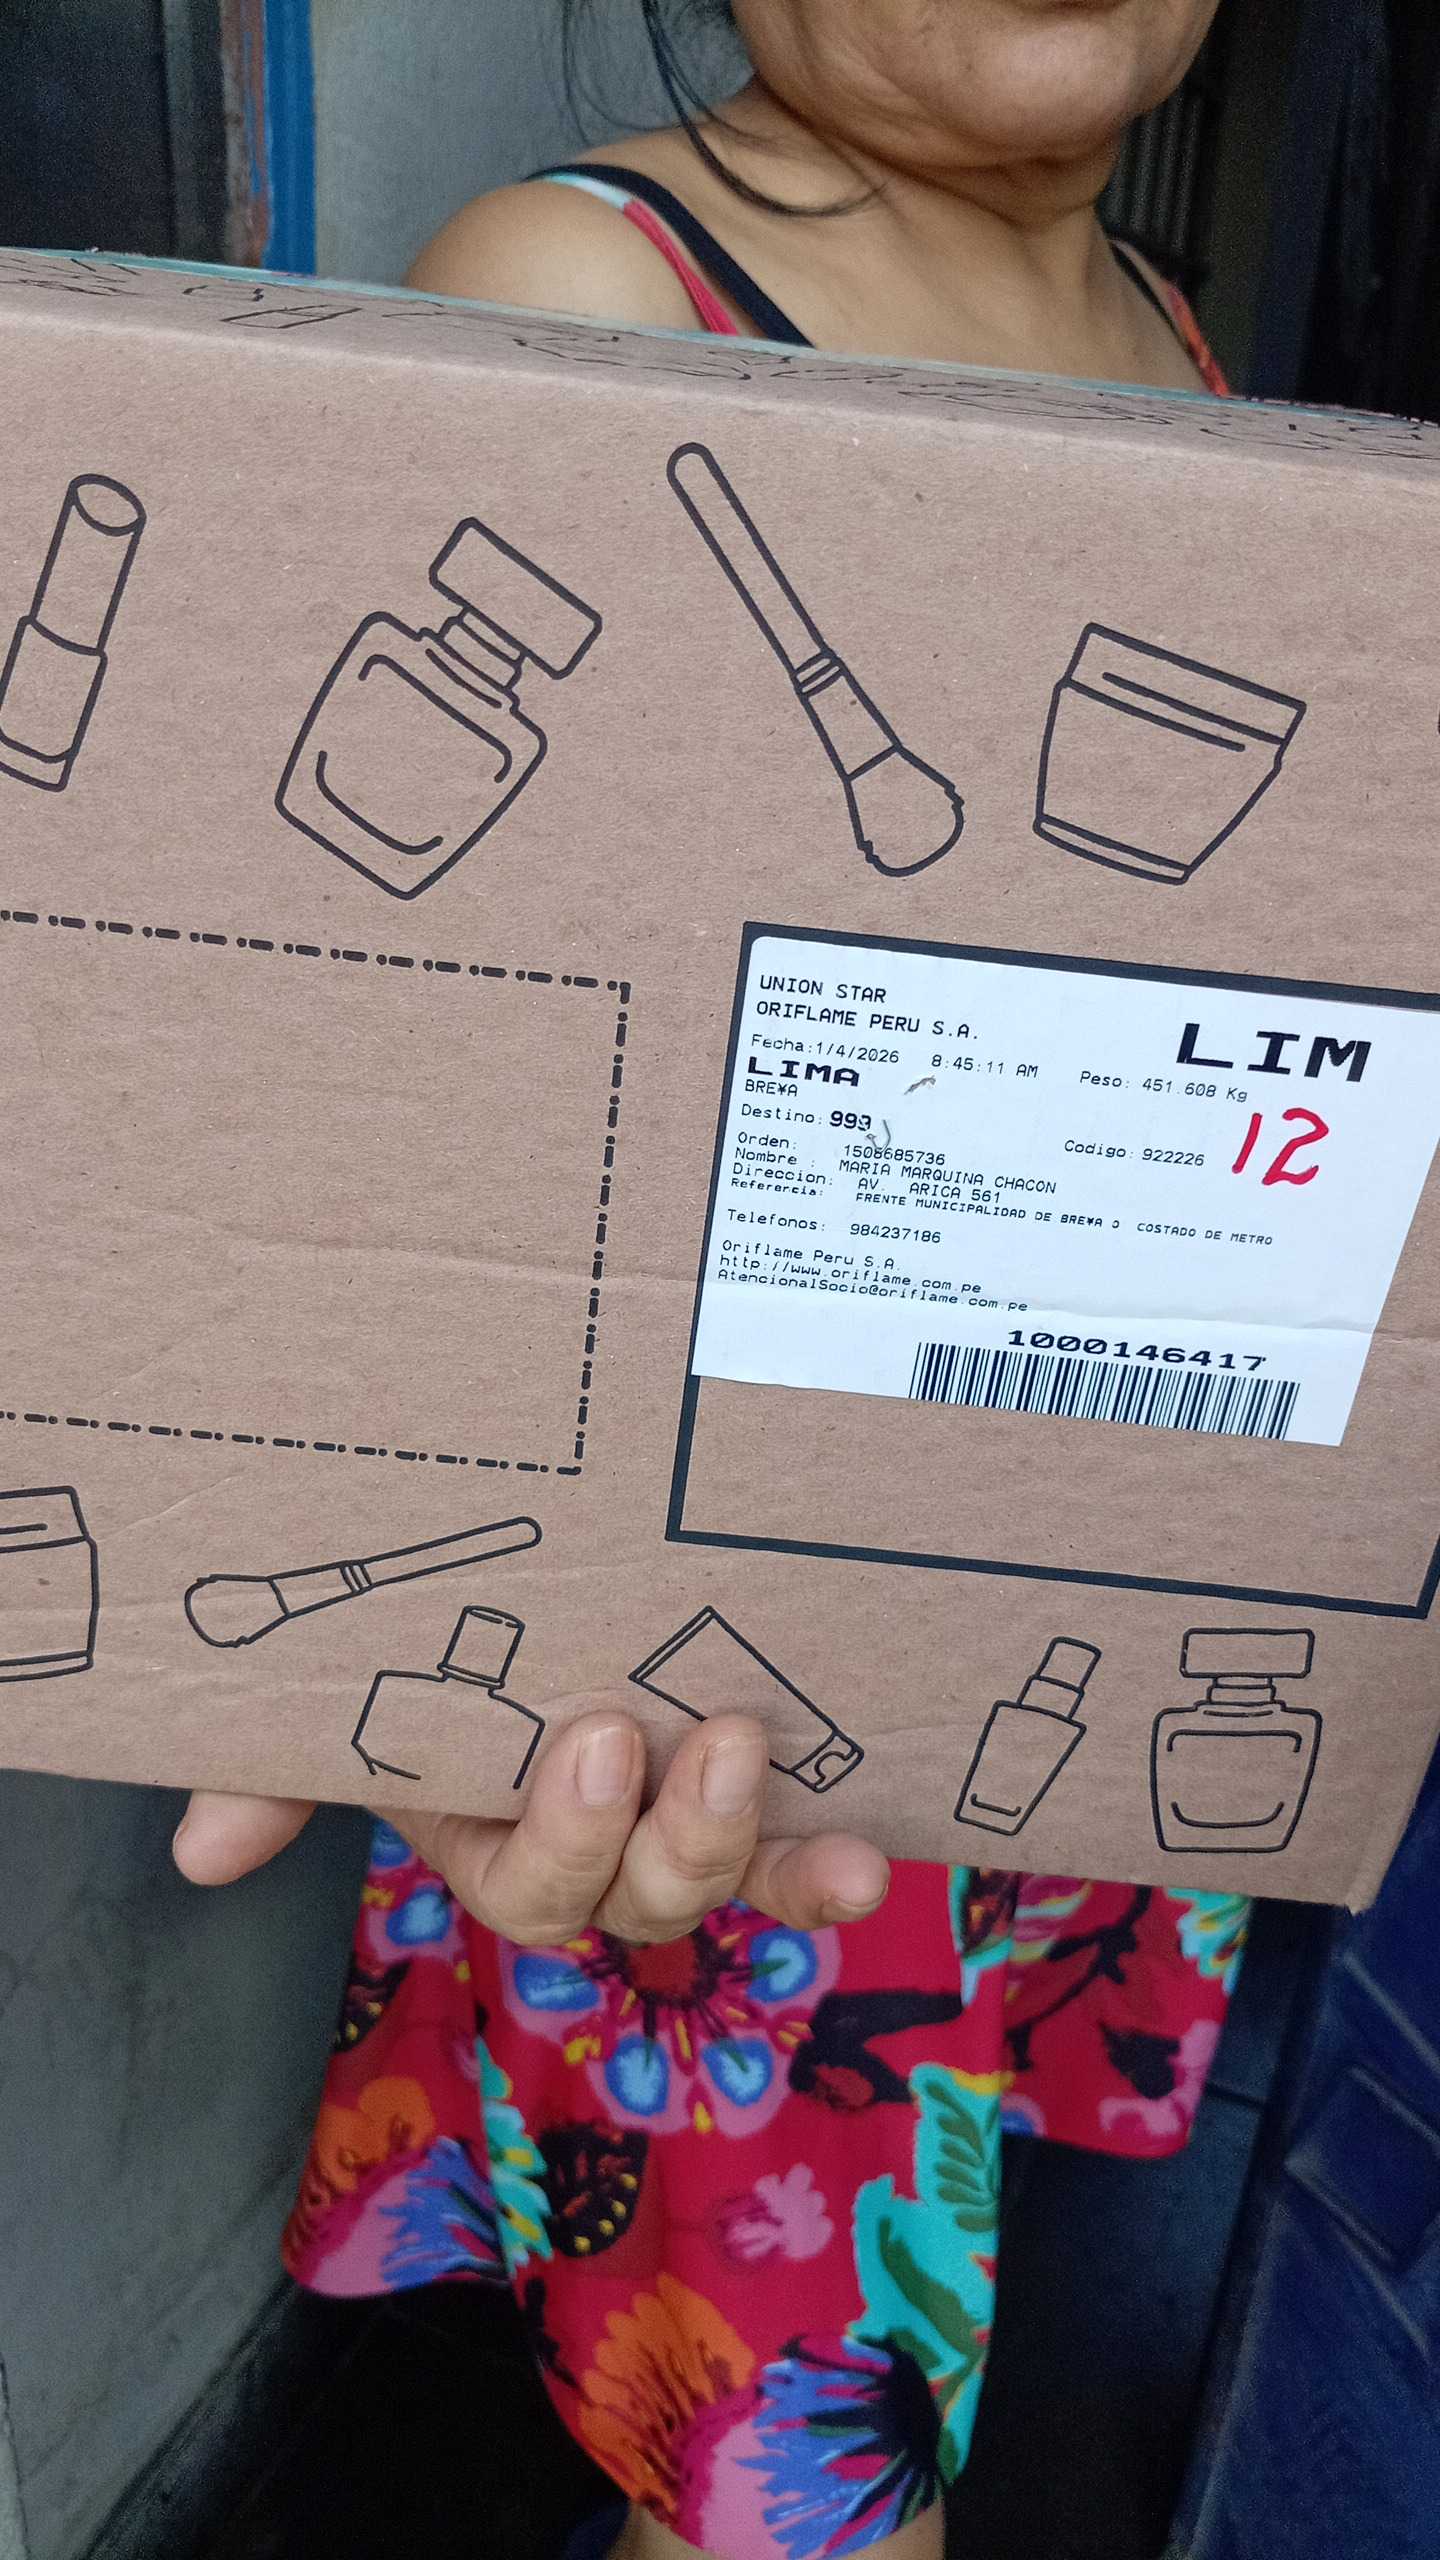 UNION STAR
ORIFLAME PERU S.A.
LIM
Fecha:1/4/2026 8:45:11 AM Peso: 451.608 Kg
LIMA
BRE¥A
12
Destino: 999
Orden: 1508685736 Codigo: 922226
Nombre : MARIA MARQUINA CHACON
Direccion: AV. ARICA 561
Referencia: FRENTE MUNICIPALIDAD DE BRE¥A O COSTADO DE METRO
Telefonos: 984237186
Oriflame Peru S.A.
http://www.oriflame.com.pe
AtencionalSocio@oriflame.com.pe
1000146417